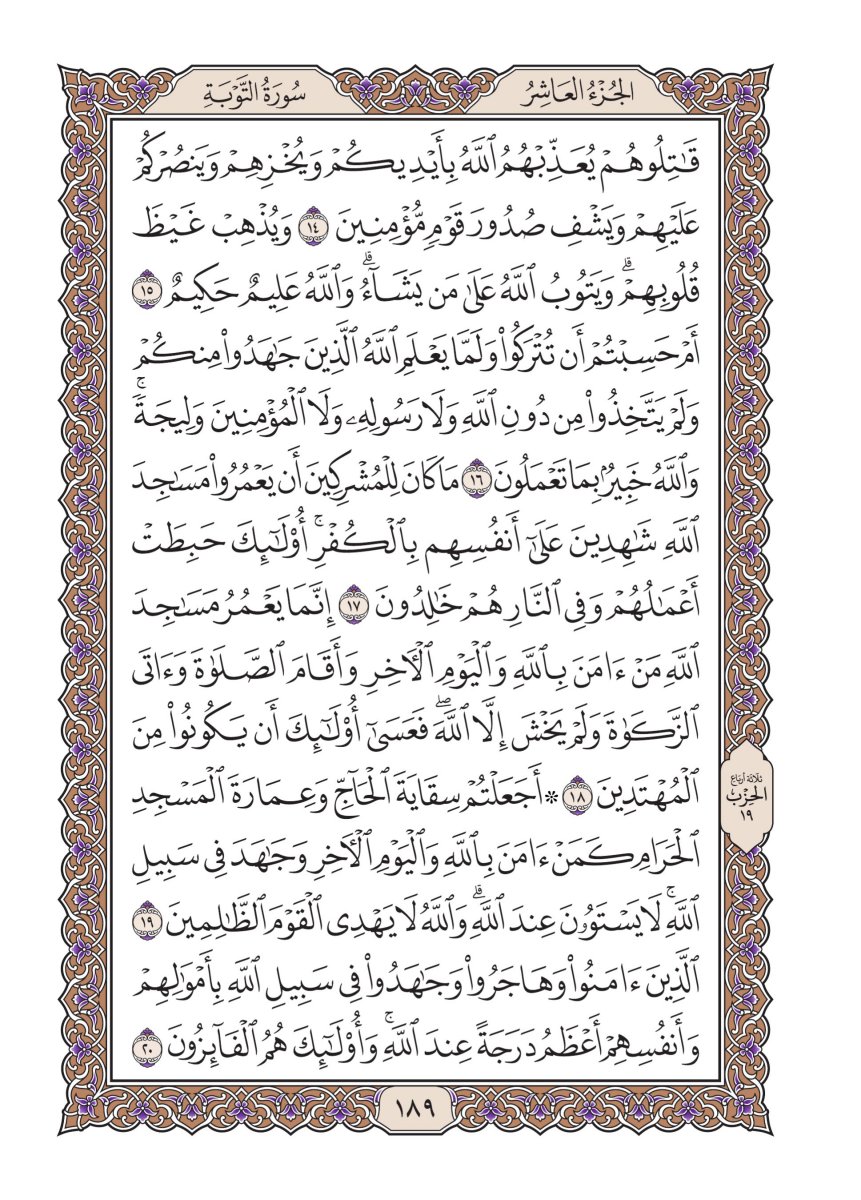 الجُزْءُ العَاشِرُ
سُورَةُ التَّوْبَةِ
قَٰتِلُوهُمْ يُعَذِّبْهُمُ ٱللَّهُ بِأَيْدِيكُمْ وَيُخْزِهِمْ وَيَنصُرْكُمْ
عَلَيْهِمْ وَيَشْفِ صُدُورَ قَوْمٍ مُّؤْمِنِينَ ١٤ وَيُذْهِبْ غَيْظَ
قُلُوبِهِمْۗ وَيَتُوبُ ٱللَّهُ عَلَىٰ مَن يَشَآءُۗ وَٱللَّهُ عَلِيمٌ حَكِيمٌ ١٥
أَمْ حَسِبْتُمْ أَن تُتْرَكُوا۟ وَلَمَّا يَعْلَمِ ٱللَّهُ ٱلَّذِينَ جَٰهَدُوا۟ مِنكُمْ
وَلَمْ يَتَّخِذُوا۟ مِن دُونِ ٱللَّهِ وَلَا رَسُولِهِۦ وَلَا ٱلْمُؤْمِنِينَ وَلِيجَةًۚ
وَٱللَّهُ خَبِيرٌۢ بِمَا تَعْمَلُونَ ١٦ مَا كَانَ لِلْمُشْرِكِينَ أَن يَعْمُرُوا۟ مَسَٰجِدَ
ٱللَّهِ شَٰهِدِينَ عَلَىٰٓ أَنفُسِهِم بِٱلْكُفْرِۚ أُو۟لَٰٓئِكَ حَبِطَتْ
أَعْمَٰلُهُمْ وَفِى ٱلنَّارِ هُمْ خَٰلِدُونَ ١٧ إِنَّمَا يَعْمُرُ مَسَٰجِدَ
ٱللَّهِ مَنْ ءَامَنَ بِٱللَّهِ وَٱلْيَوْمِ ٱلْءَاخِرِ وَأَقَامَ ٱلصَّلَوٰةَ وَءَاتَى
ٱلزَّكَوٰةَ وَلَمْ يَخْشَ إِلَّا ٱللَّهَۖ فَعَسَىٰٓ أُو۟لَٰٓئِكَ أَن يَكُونُوا۟ مِنَ
ٱلْمُهْتَدِينَ ١٨ ۞ أَجَعَلْتُمْ سِقَايَةَ ٱلْحَآجِّ وَعِمَارَةَ ٱلْمَسْجِدِ
ثلاثة أرباع
الحِزْب
١٩
ٱلْحَرَامِ كَمَنْ ءَامَنَ بِٱللَّهِ وَٱلْيَوْمِ ٱلْءَاخِرِ وَجَٰهَدَ فِى سَبِيلِ
ٱللَّهِۚ لَا يَسْتَوُۥنَ عِندَ ٱللَّهِۗ وَٱللَّهُ لَا يَهْدِى ٱلْقَوْمَ ٱلظَّٰلِمِينَ ١٩
ٱلَّذِينَ ءَامَنُوا۟ وَهَاجَرُوا۟ وَجَٰهَدُوا۟ فِى سَبِيلِ ٱللَّهِ بِأَمْوَٰلِهِمْ
وَأَنفُسِهِمْ أَعْظَمُ دَرَجَةً عِندَ ٱللَّهِۚ وَأُو۟لَٰٓئِكَ هُمُ ٱلْفَآئِزُونَ ٢٠
١٨٩